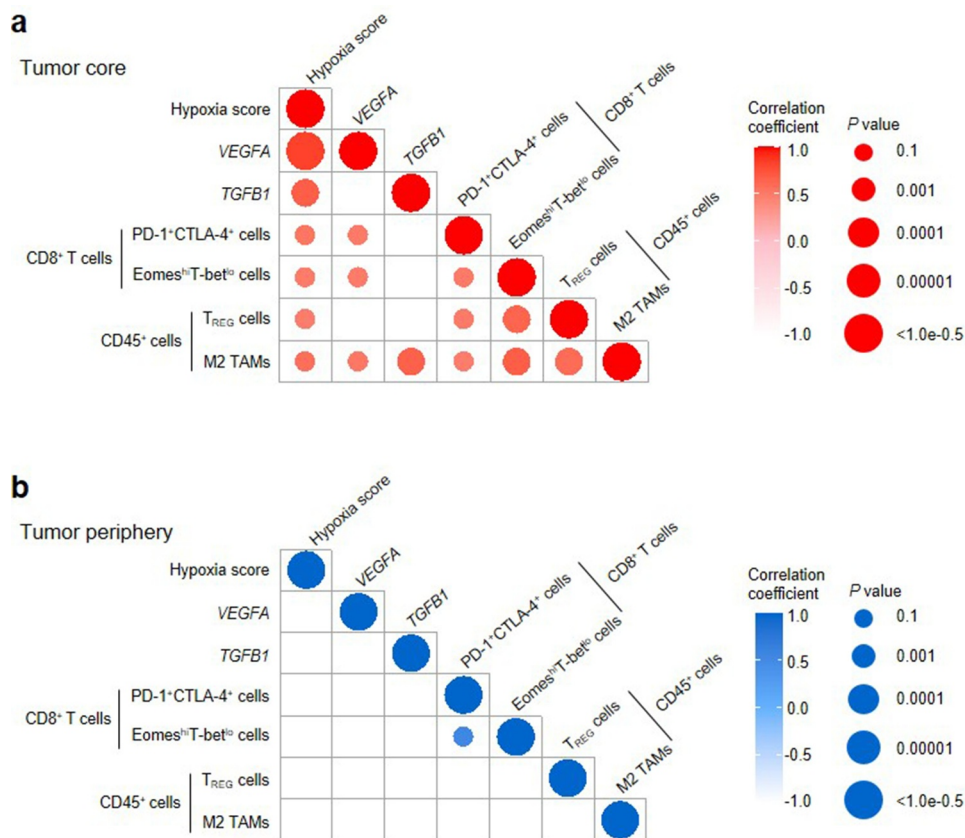 a
Tumor core
Hypoxia score
VEGFA
TGFB1
PD-1⁺CTLA-4⁺ cells
EomesʰⁱT-betˡᵒ cells
CD8⁺ T cells
T_REG cells
M2 TAMs
CD45⁺ cells
Hypoxia score
VEGFA
TGFB1
PD-1⁺CTLA-4⁺ cells
EomesʰⁱT-betˡᵒ cells
CD8⁺ T cells
T_REG cells
M2 TAMs
CD45⁺ cells
Correlation
coefficient
1.0
0.5
0.0
-0.5
-1.0
P value
0.1
0.001
0.0001
0.00001
<1.0e-0.5
b
Tumor periphery
Hypoxia score
VEGFA
TGFB1
PD-1⁺CTLA-4⁺ cells
EomesʰⁱT-betˡᵒ cells
CD8⁺ T cells
T_REG cells
M2 TAMs
CD45⁺ cells
Hypoxia score
VEGFA
TGFB1
PD-1⁺CTLA-4⁺ cells
EomesʰⁱT-betˡᵒ cells
CD8⁺ T cells
T_REG cells
M2 TAMs
CD45⁺ cells
Correlation
coefficient
1.0
0.5
0.0
-0.5
-1.0
P value
0.1
0.001
0.0001
0.00001
<1.0e-0.5